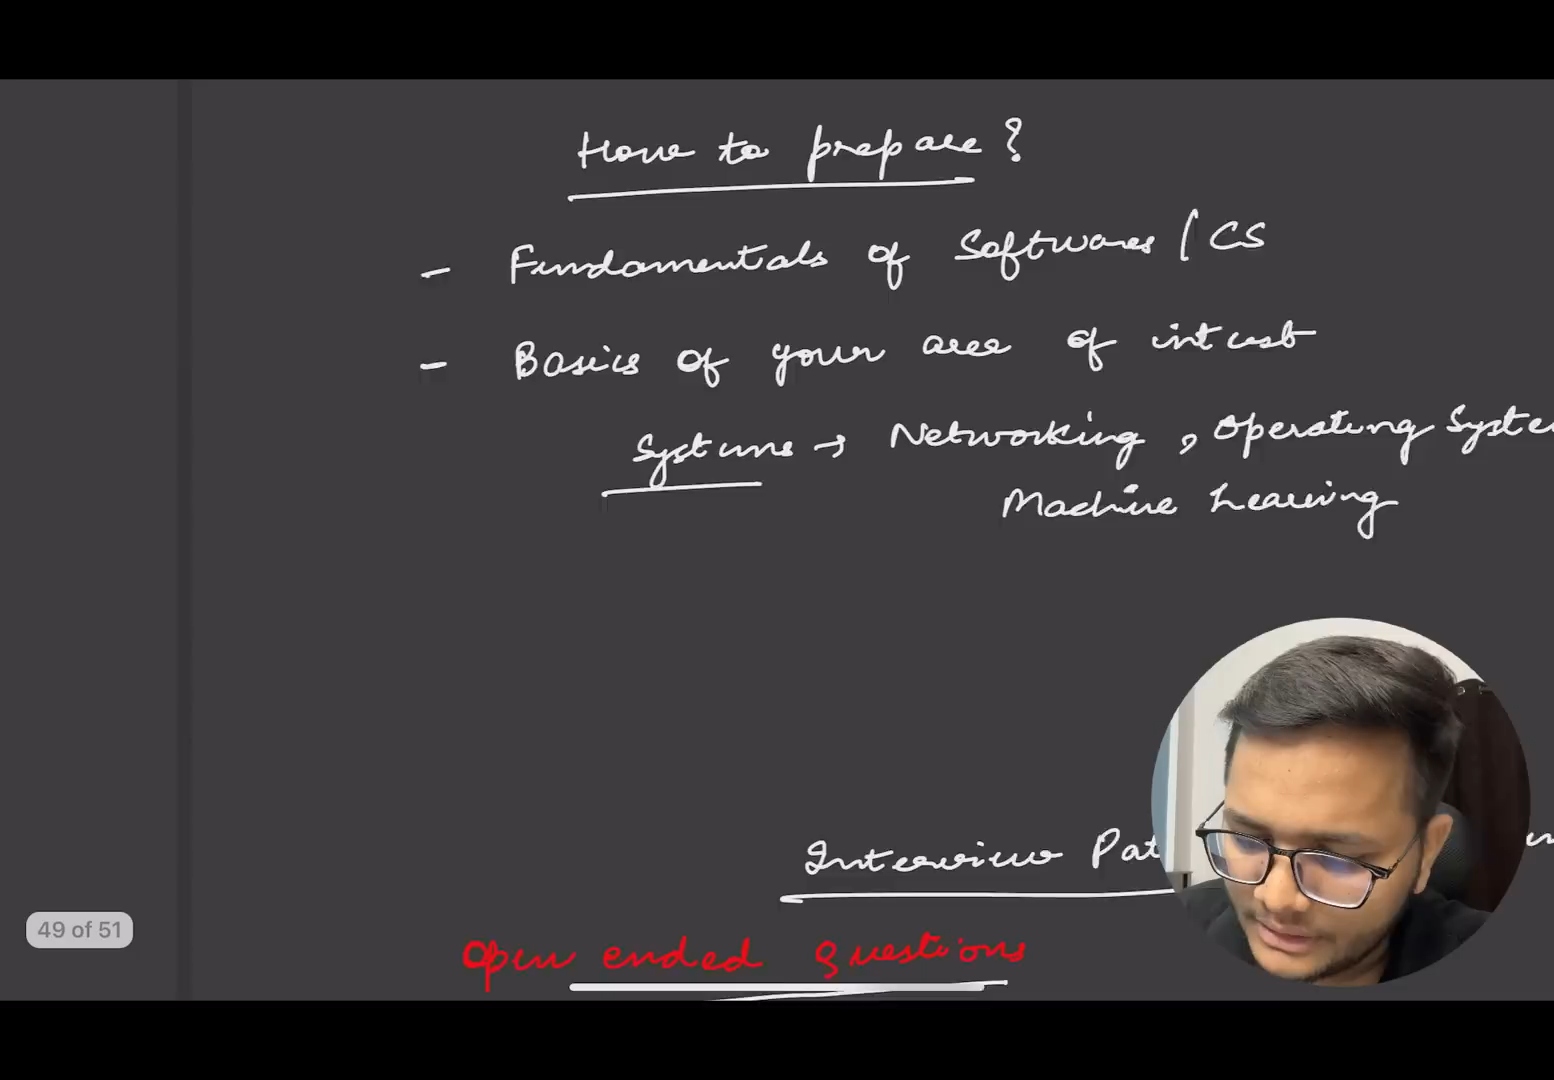 How to prepare?
- Fundamentals of Softwares / CS
- Basics of your area of interest
Systems → Networking, Operating Syste
Machine Learning
Interview Pat
49 of 51
Open ended questions